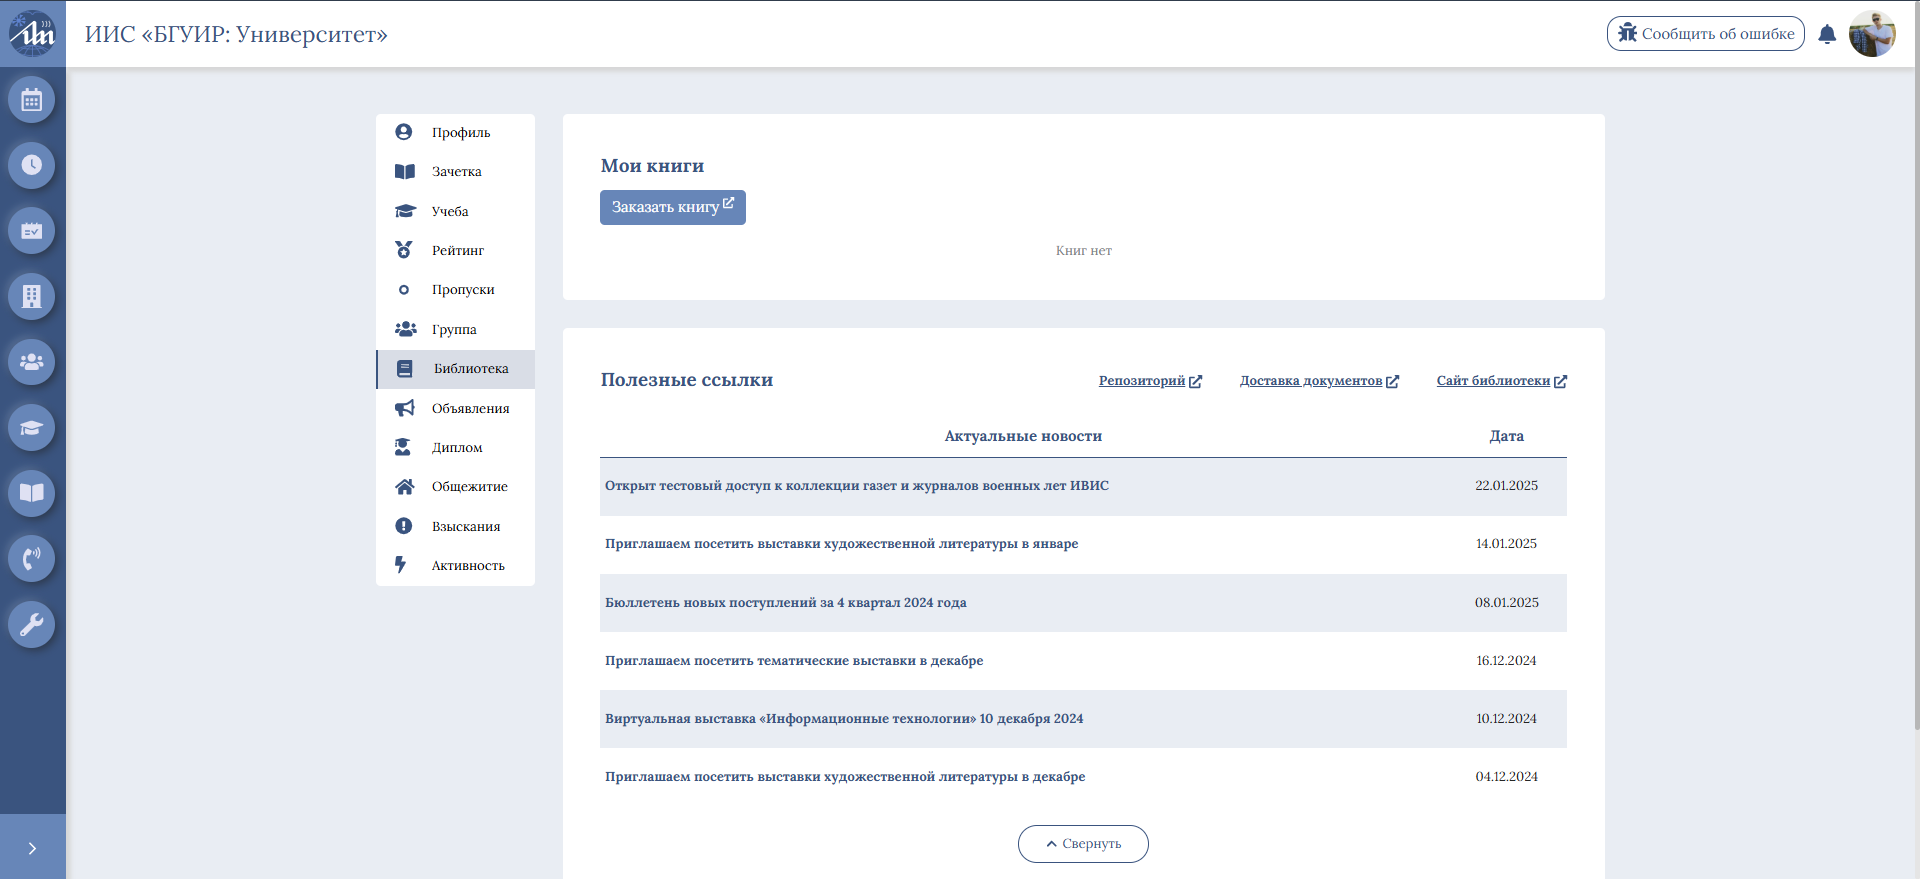 ИИС «БГУИР: Университет»
Сообщить об ошибке
Профиль
Зачетка
Учеба
Рейтинг
Пропуски
Группа
Библиотека
Объявления
Диплом
Общежитие
Взыскания
Активность
Мои книги
Заказать книгу
Книг нет
Полезные ссылки
Репозиторий
Доставка документов
Сайт библиотеки
Актуальные новости Дата
Открыт тестовый доступ к коллекции газет и журналов военных лет ИВИС 22.01.2025
Приглашаем посетить выставки художественной литературы в январе 14.01.2025
Бюллетень новых поступлений за 4 квартал 2024 года 08.01.2025
Приглашаем посетить тематические выставки в декабре 16.12.2024
Виртуальная выставка «Информационные технологии» 10 декабря 2024 10.12.2024
Приглашаем посетить выставки художественной литературы в декабре 04.12.2024
Свернуть